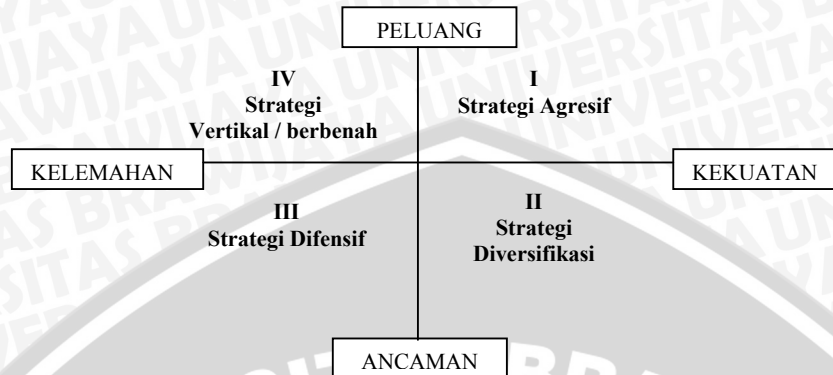 PELUANG
IV
Strategi
Vertikal / berbenah
I
Strategi Agresif
KELEMAHAN
KEKUATAN
III
Strategi Difensif
II
Strategi
Diversifikasi
ANCAMAN